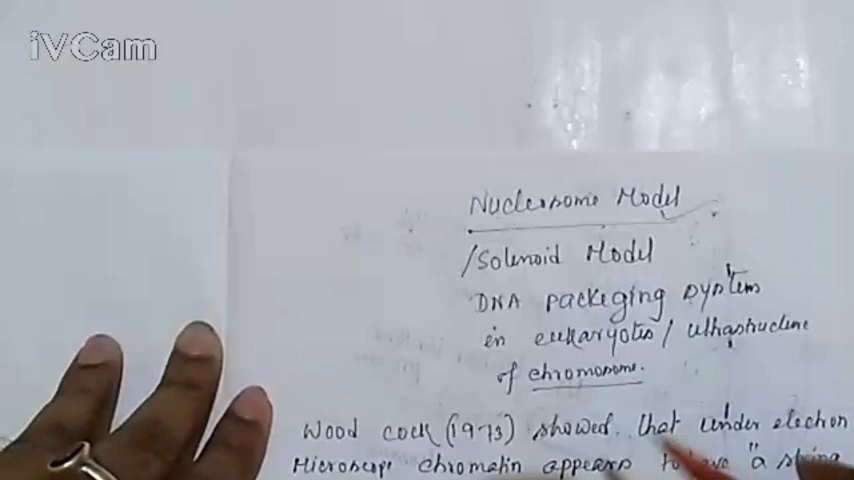 iVCam
Nucleosome Model
/Solenoid Model
DNA packeging system
in eukaryotes / ultrastructure
of chromosome.
Wood cock (1973) showed that under electron
Microscope chromatin appears to have "a string